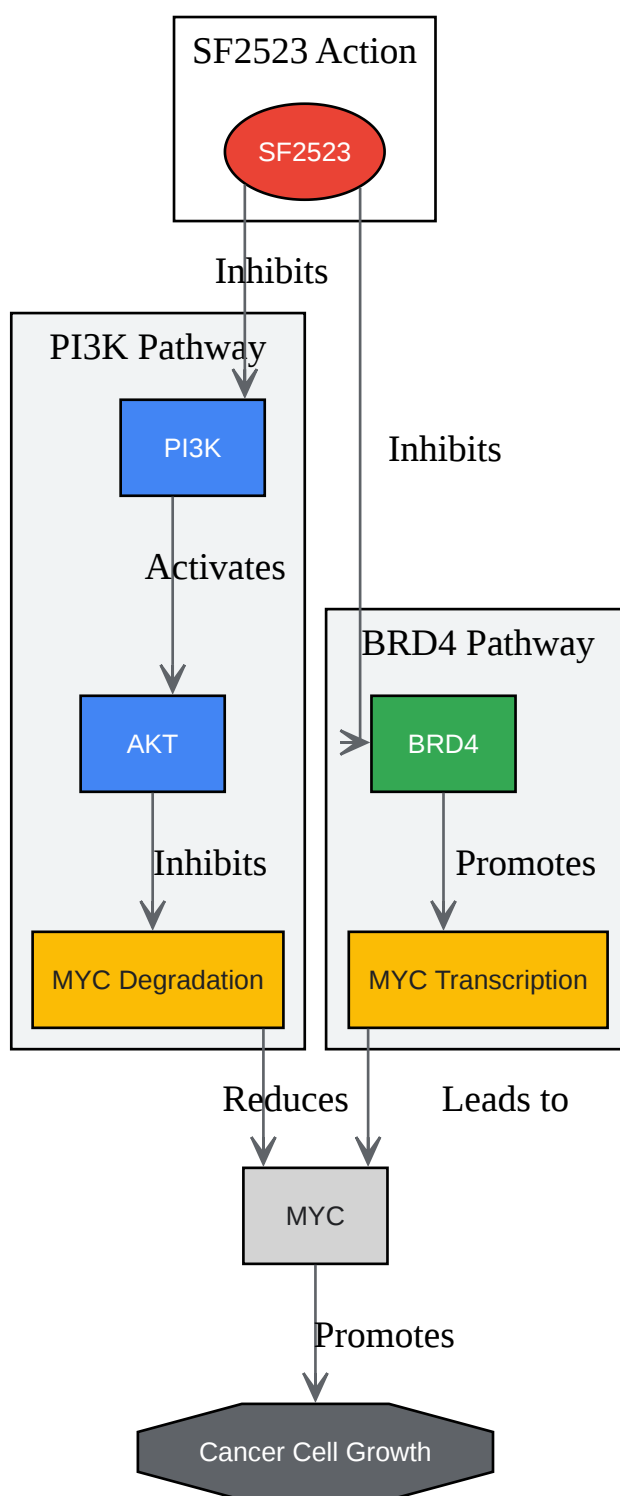 SF2523 Action
SF2523
Inhibits
PI3K Pathway
PI3K
Inhibits
Activates
BRD4 Pathway
AKT
BRD4
Inhibits
Promotes
MYC Degradation
MYC Transcription
Reduces
Leads to
MYC
Promotes
Cancer Cell Growth